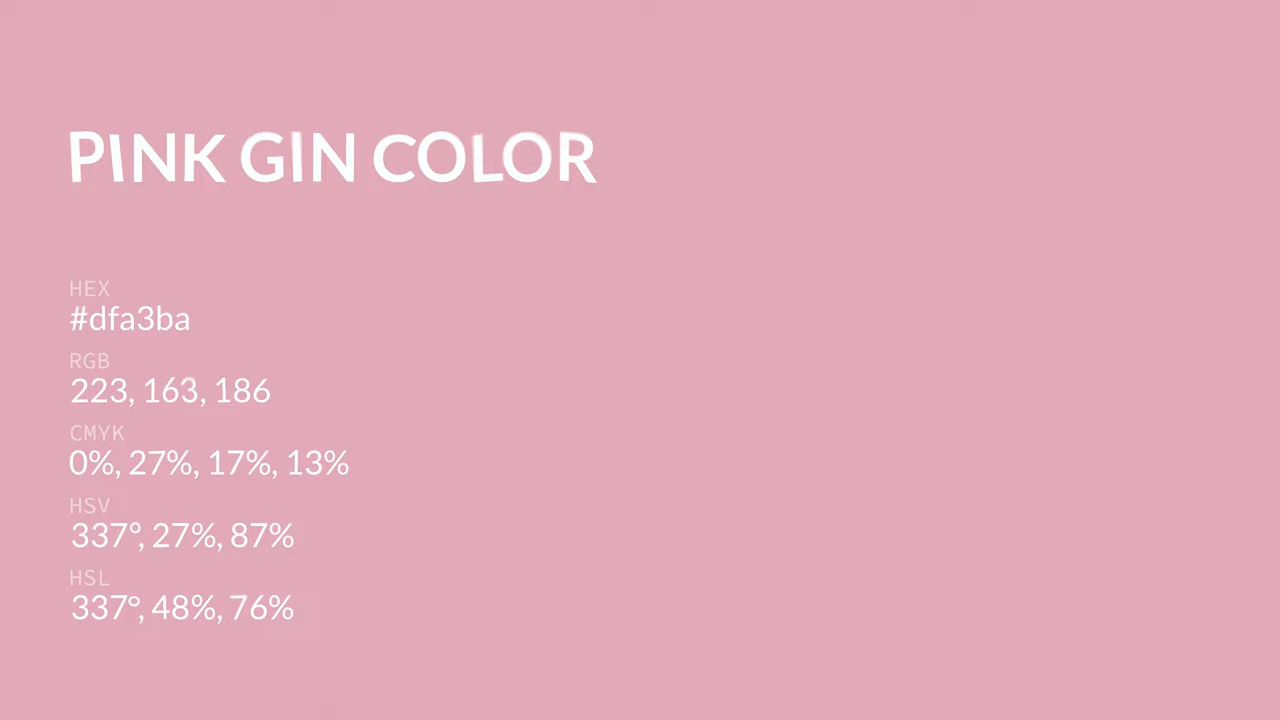 PINK GIN COLOR
HEX
#dfa3ba
RGB
223, 163, 186
CMYK
0%, 27%, 17%, 13%
HSV
337°, 27%, 87%
HSL
337°, 48%, 76%